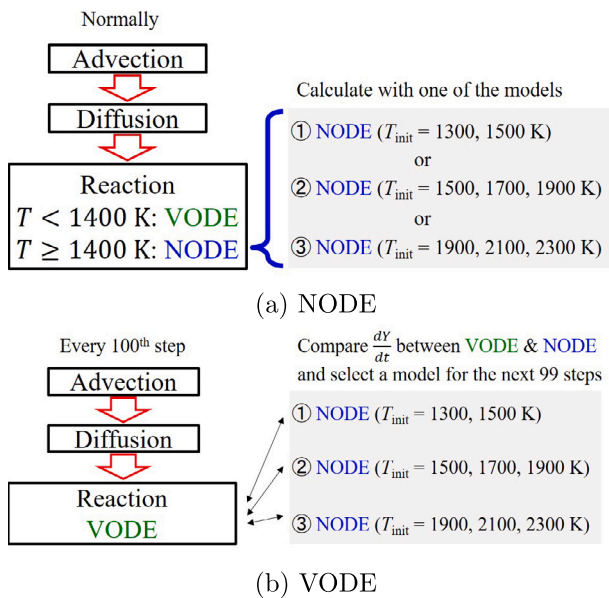 Normally
Advection
Diffusion
Reaction
T < 1400 K: VODE
T ≥ 1400 K: NODE
Calculate with one of the models
① NODE (Tinit = 1300, 1500 K)
or
② NODE (Tinit = 1500, 1700, 1900 K)
or
③ NODE (Tinit = 1900, 2100, 2300 K)
(a) NODE
Every 100th step
Advection
Diffusion
Reaction
VODE
Compare dY/dt between VODE & NODE
and select a model for the next 99 steps
① NODE (Tinit = 1300, 1500 K)
② NODE (Tinit = 1500, 1700, 1900 K)
③ NODE (Tinit = 1900, 2100, 2300 K)
(b) VODE